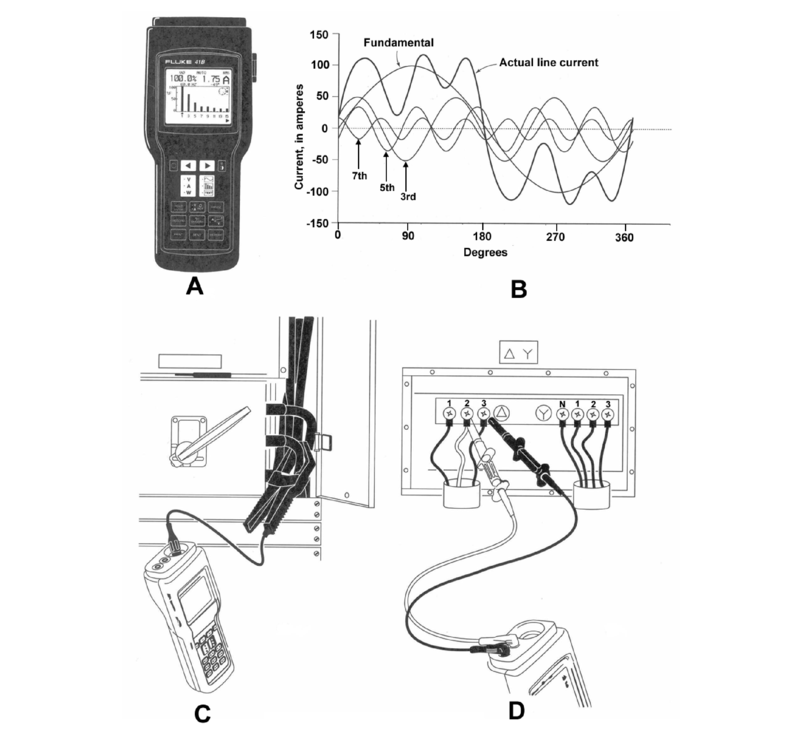 FLUKE 41B
100.0% 1.75 A
A
150
100
50
0
-50
-100
-150
Current, in amperes
Fundamental
Actual line current
7th
5th
3rd
0 90 180 270 360
Degrees
B
C
1 2 3 N 1 2 3
D